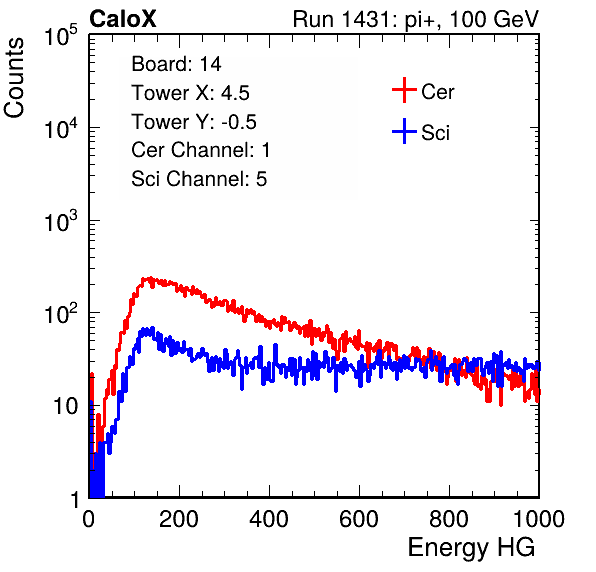 CaloX Run 1431: pi+, 100 GeV
Counts
Board: 14
Tower X: 4.5
Tower Y: -0.5
Cer Channel: 1
Sci Channel: 5
Cer
Sci
10^5
10^4
10^3
10^2
10
1
0 200 400 600 800 1000
Energy HG